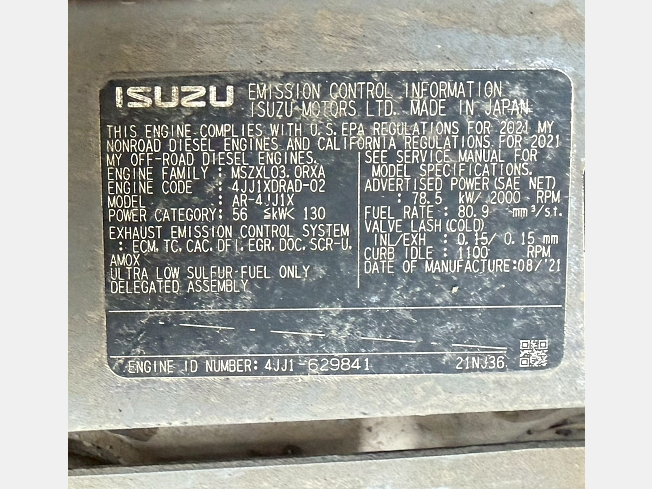 ISUZU EMISSION CONTROL INFORMATION
ISUZU MOTORS LTD. MADE IN JAPAN
THIS ENGINE COMPLIES WITH U.S. EPA REGULATIONS FOR 2021 MY
NONROAD DIESEL ENGINES AND CALIFORNIA REGULATIONS FOR 2021
MY OFF-ROAD DIESEL ENGINES.
ENGINE FAMILY : MSZXL03.0RXA
ENGINE CODE : 4JJ1XDRAD-02
MODEL : AR-4JJ1X
POWER CATEGORY: 56 ≤kW< 130
EXHAUST EMISSION CONTROL SYSTEM
: ECM, TC, CAC, DFI, EGR, DOC, SCR-U,
AMOX
ULTRA LOW SULFUR FUEL ONLY
DELEGATED ASSEMBLY
SEE SERVICE MANUAL FOR
MODEL SPECIFICATIONS.
ADVERTISED POWER (SAE NET)
: 78.5 kW/ 2000 RPM
FUEL RATE : 80.9 mm³/st.
VALVE LASH (COLD)
INL/EXH : 0.15/ 0.15 mm
CURB IDLE : 1100 RPM
DATE OF MANUFACTURE:08/'21
ENGINE ID NUMBER: 4JJ1-629841
21NJ36